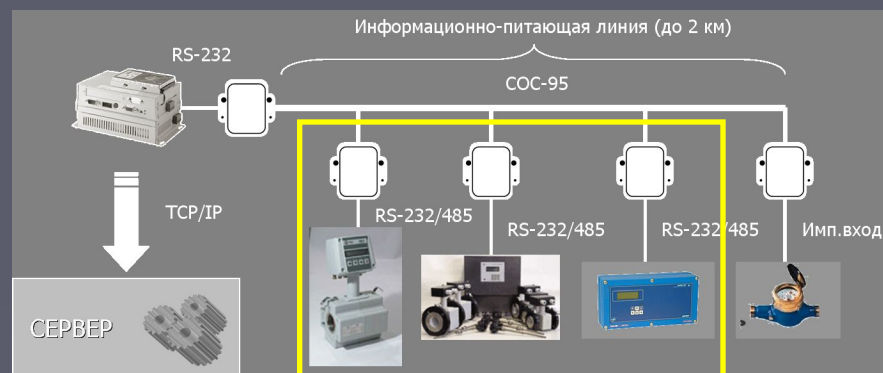 Информационно-питающая линия (до 2 км)
RS-232
СОС-95
TCP/IP
RS-232/485
RS-232/485
RS-232/485
Имп.вход
СЕРВЕР